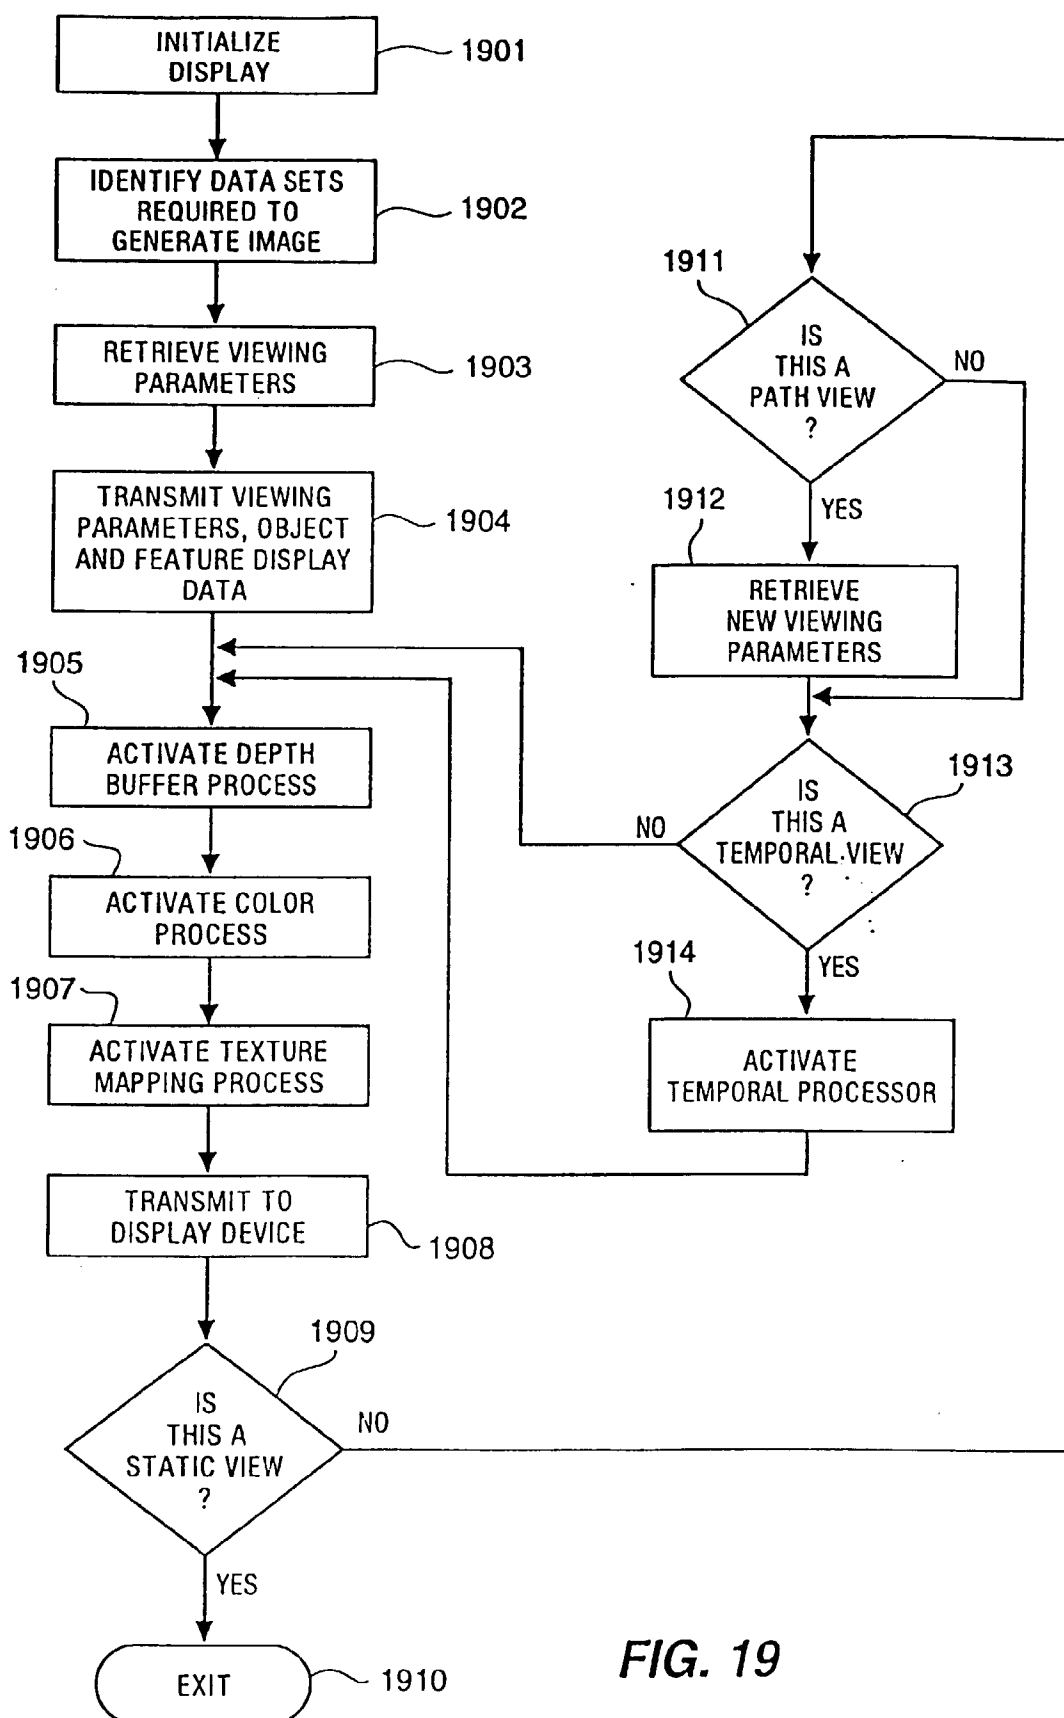 INITIALIZE
DISPLAY
1901
IDENTIFY DATA SETS
REQUIRED TO
GENERATE IMAGE
1902
RETRIEVE VIEWING
PARAMETERS
1903
TRANSMIT VIEWING
PARAMETERS, OBJECT
AND FEATURE DISPLAY
DATA
1904
1905
ACTIVATE DEPTH
BUFFER PROCESS
1906
ACTIVATE COLOR
PROCESS
1907
ACTIVATE TEXTURE
MAPPING PROCESS
TRANSMIT TO
DISPLAY DEVICE
1908
1909
IS
THIS A
STATIC VIEW
?
NO
YES
EXIT
1910
1911
IS
THIS A
PATH VIEW
?
NO
YES
1912
RETRIEVE
NEW VIEWING
PARAMETERS
1913
IS
THIS A
TEMPORAL VIEW
?
NO
YES
1914
ACTIVATE
TEMPORAL PROCESSOR
FIG. 19